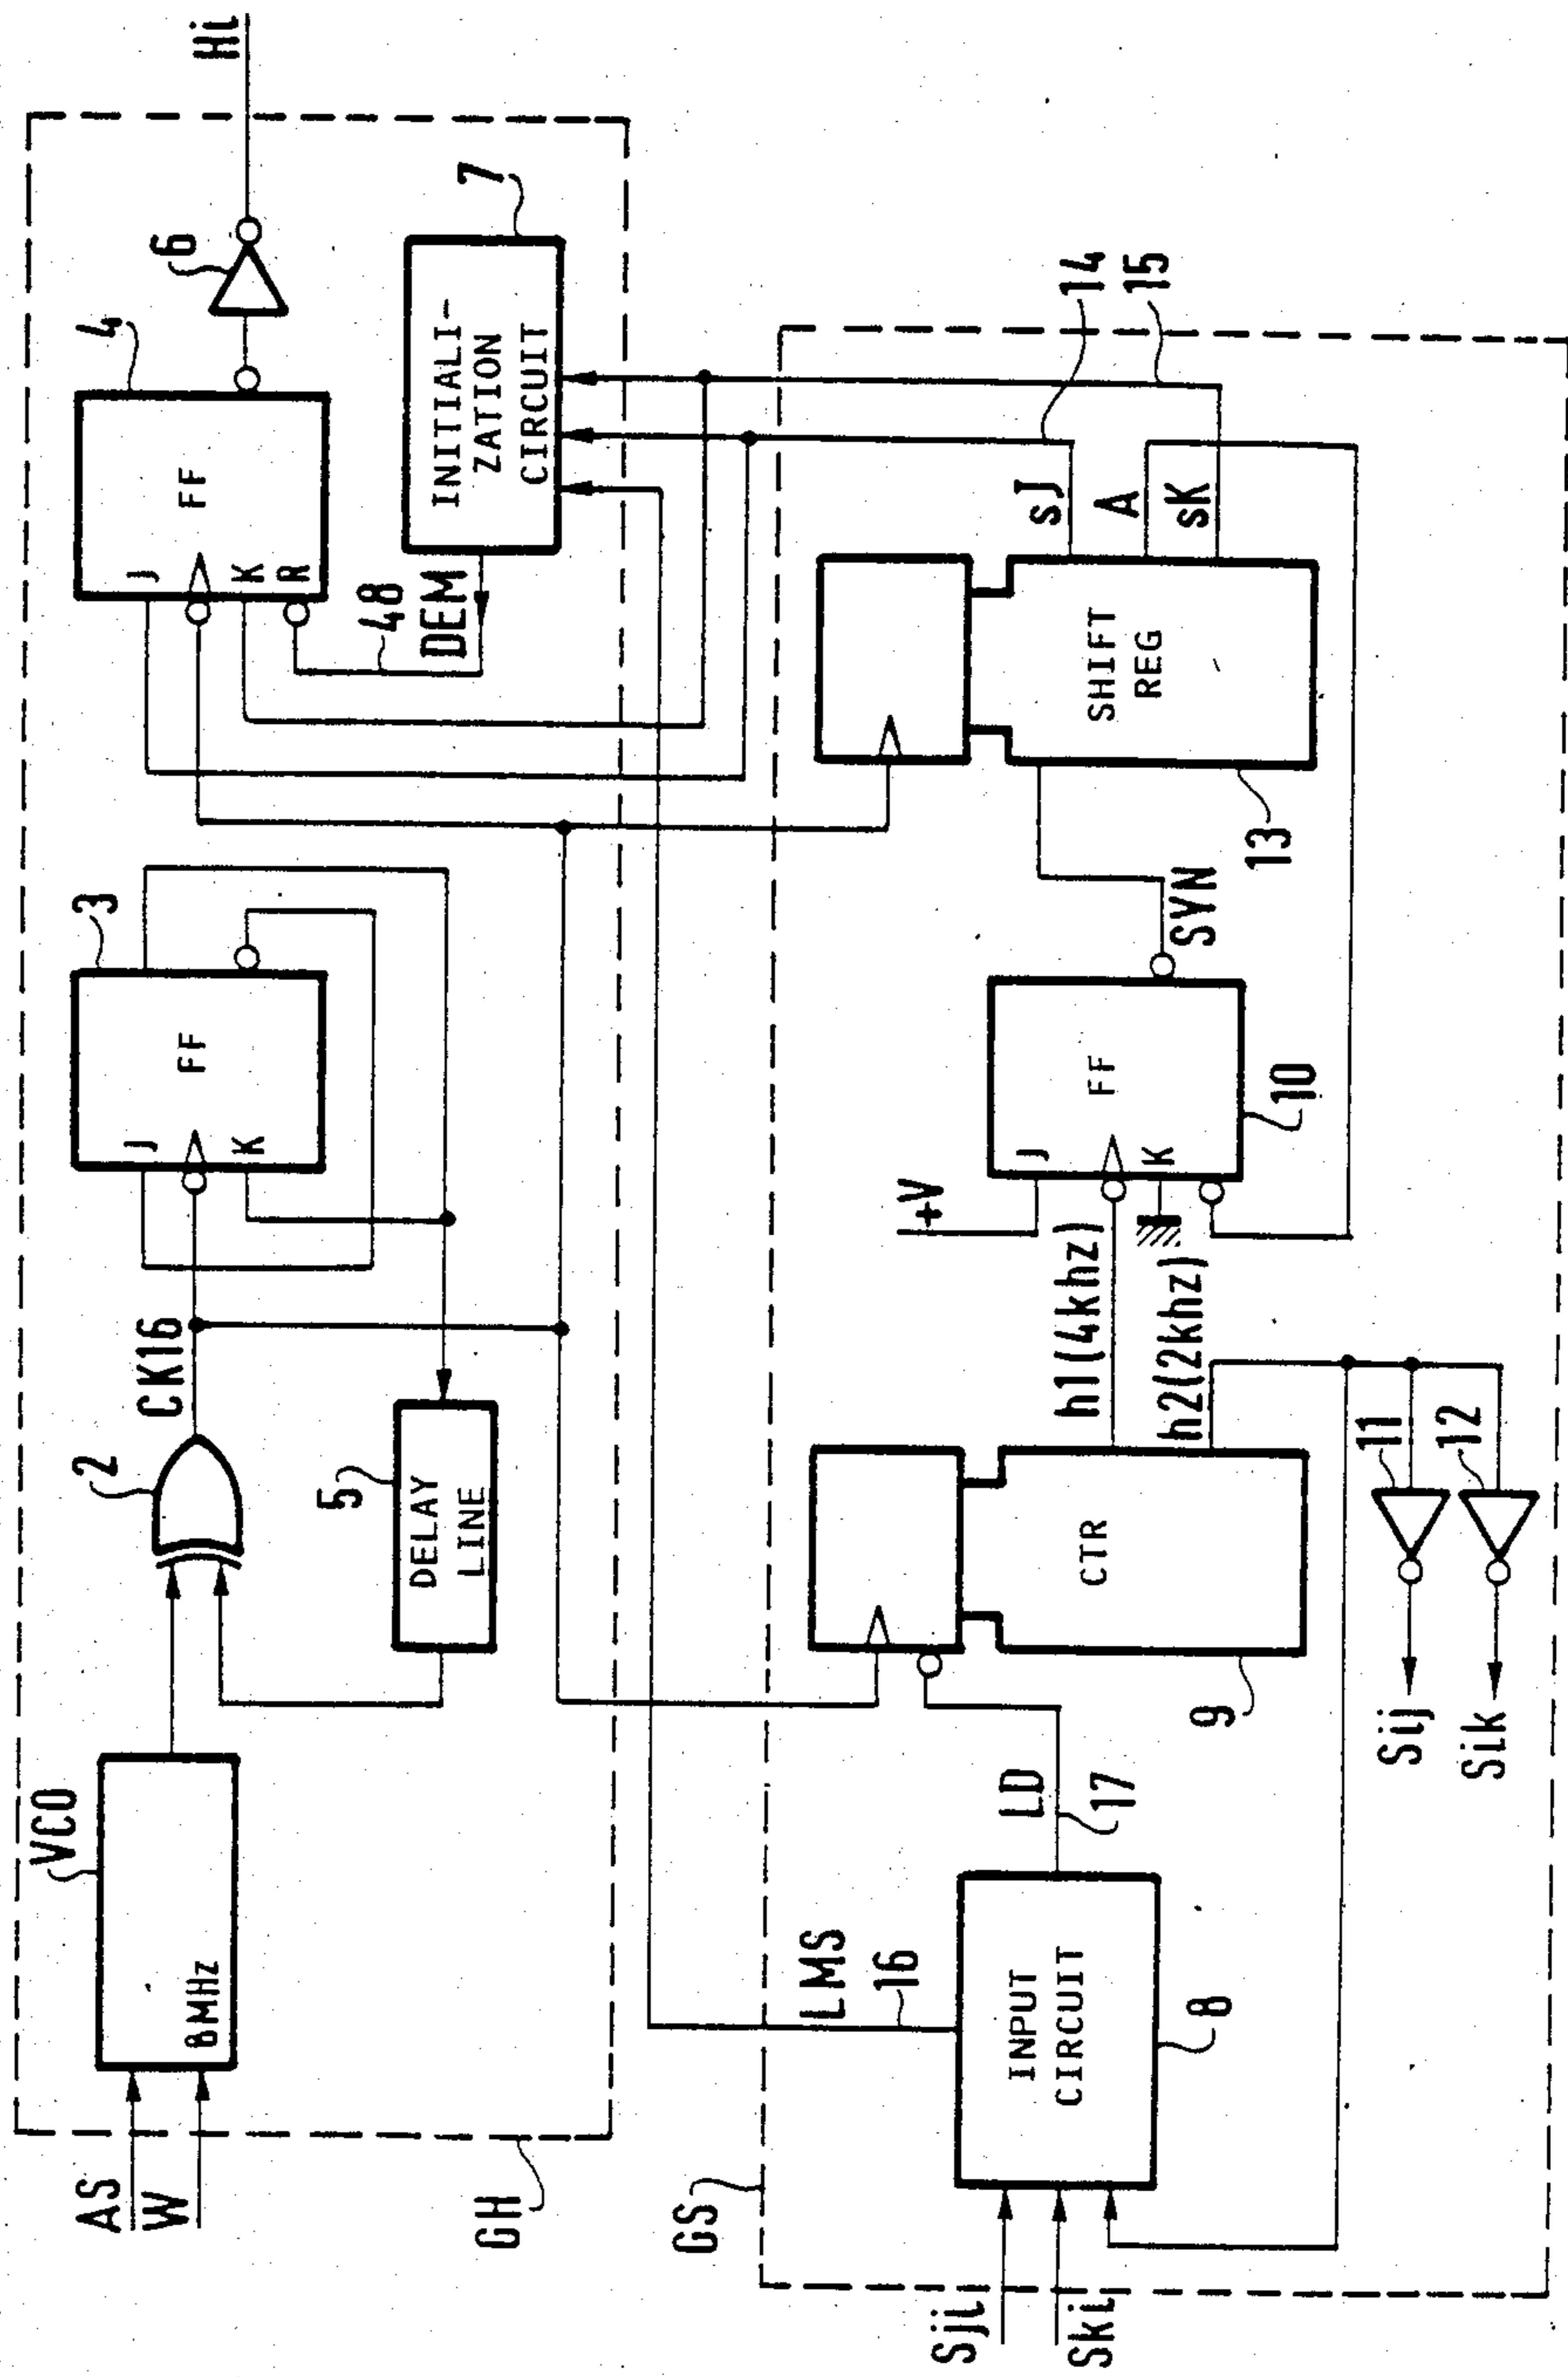 AS
W
VCO
8MHz
2
CK16
3
J
K
FF
5
DELAY
LINE
4
J
K
R
FF
6
Hi
48
DEM
7
INITIALI-
ZATION
CIRCUIT
GH
GS
Sji
Ski
INPUT
CIRCUIT
8
LMS
16
LD
17
CTR
9
h1(4khz)
h2(2khz)
11
12
Sij
Sik
+V
J
K
FF
10
SYN
SHIFT
REG
13
sJ
A
sK
14
15